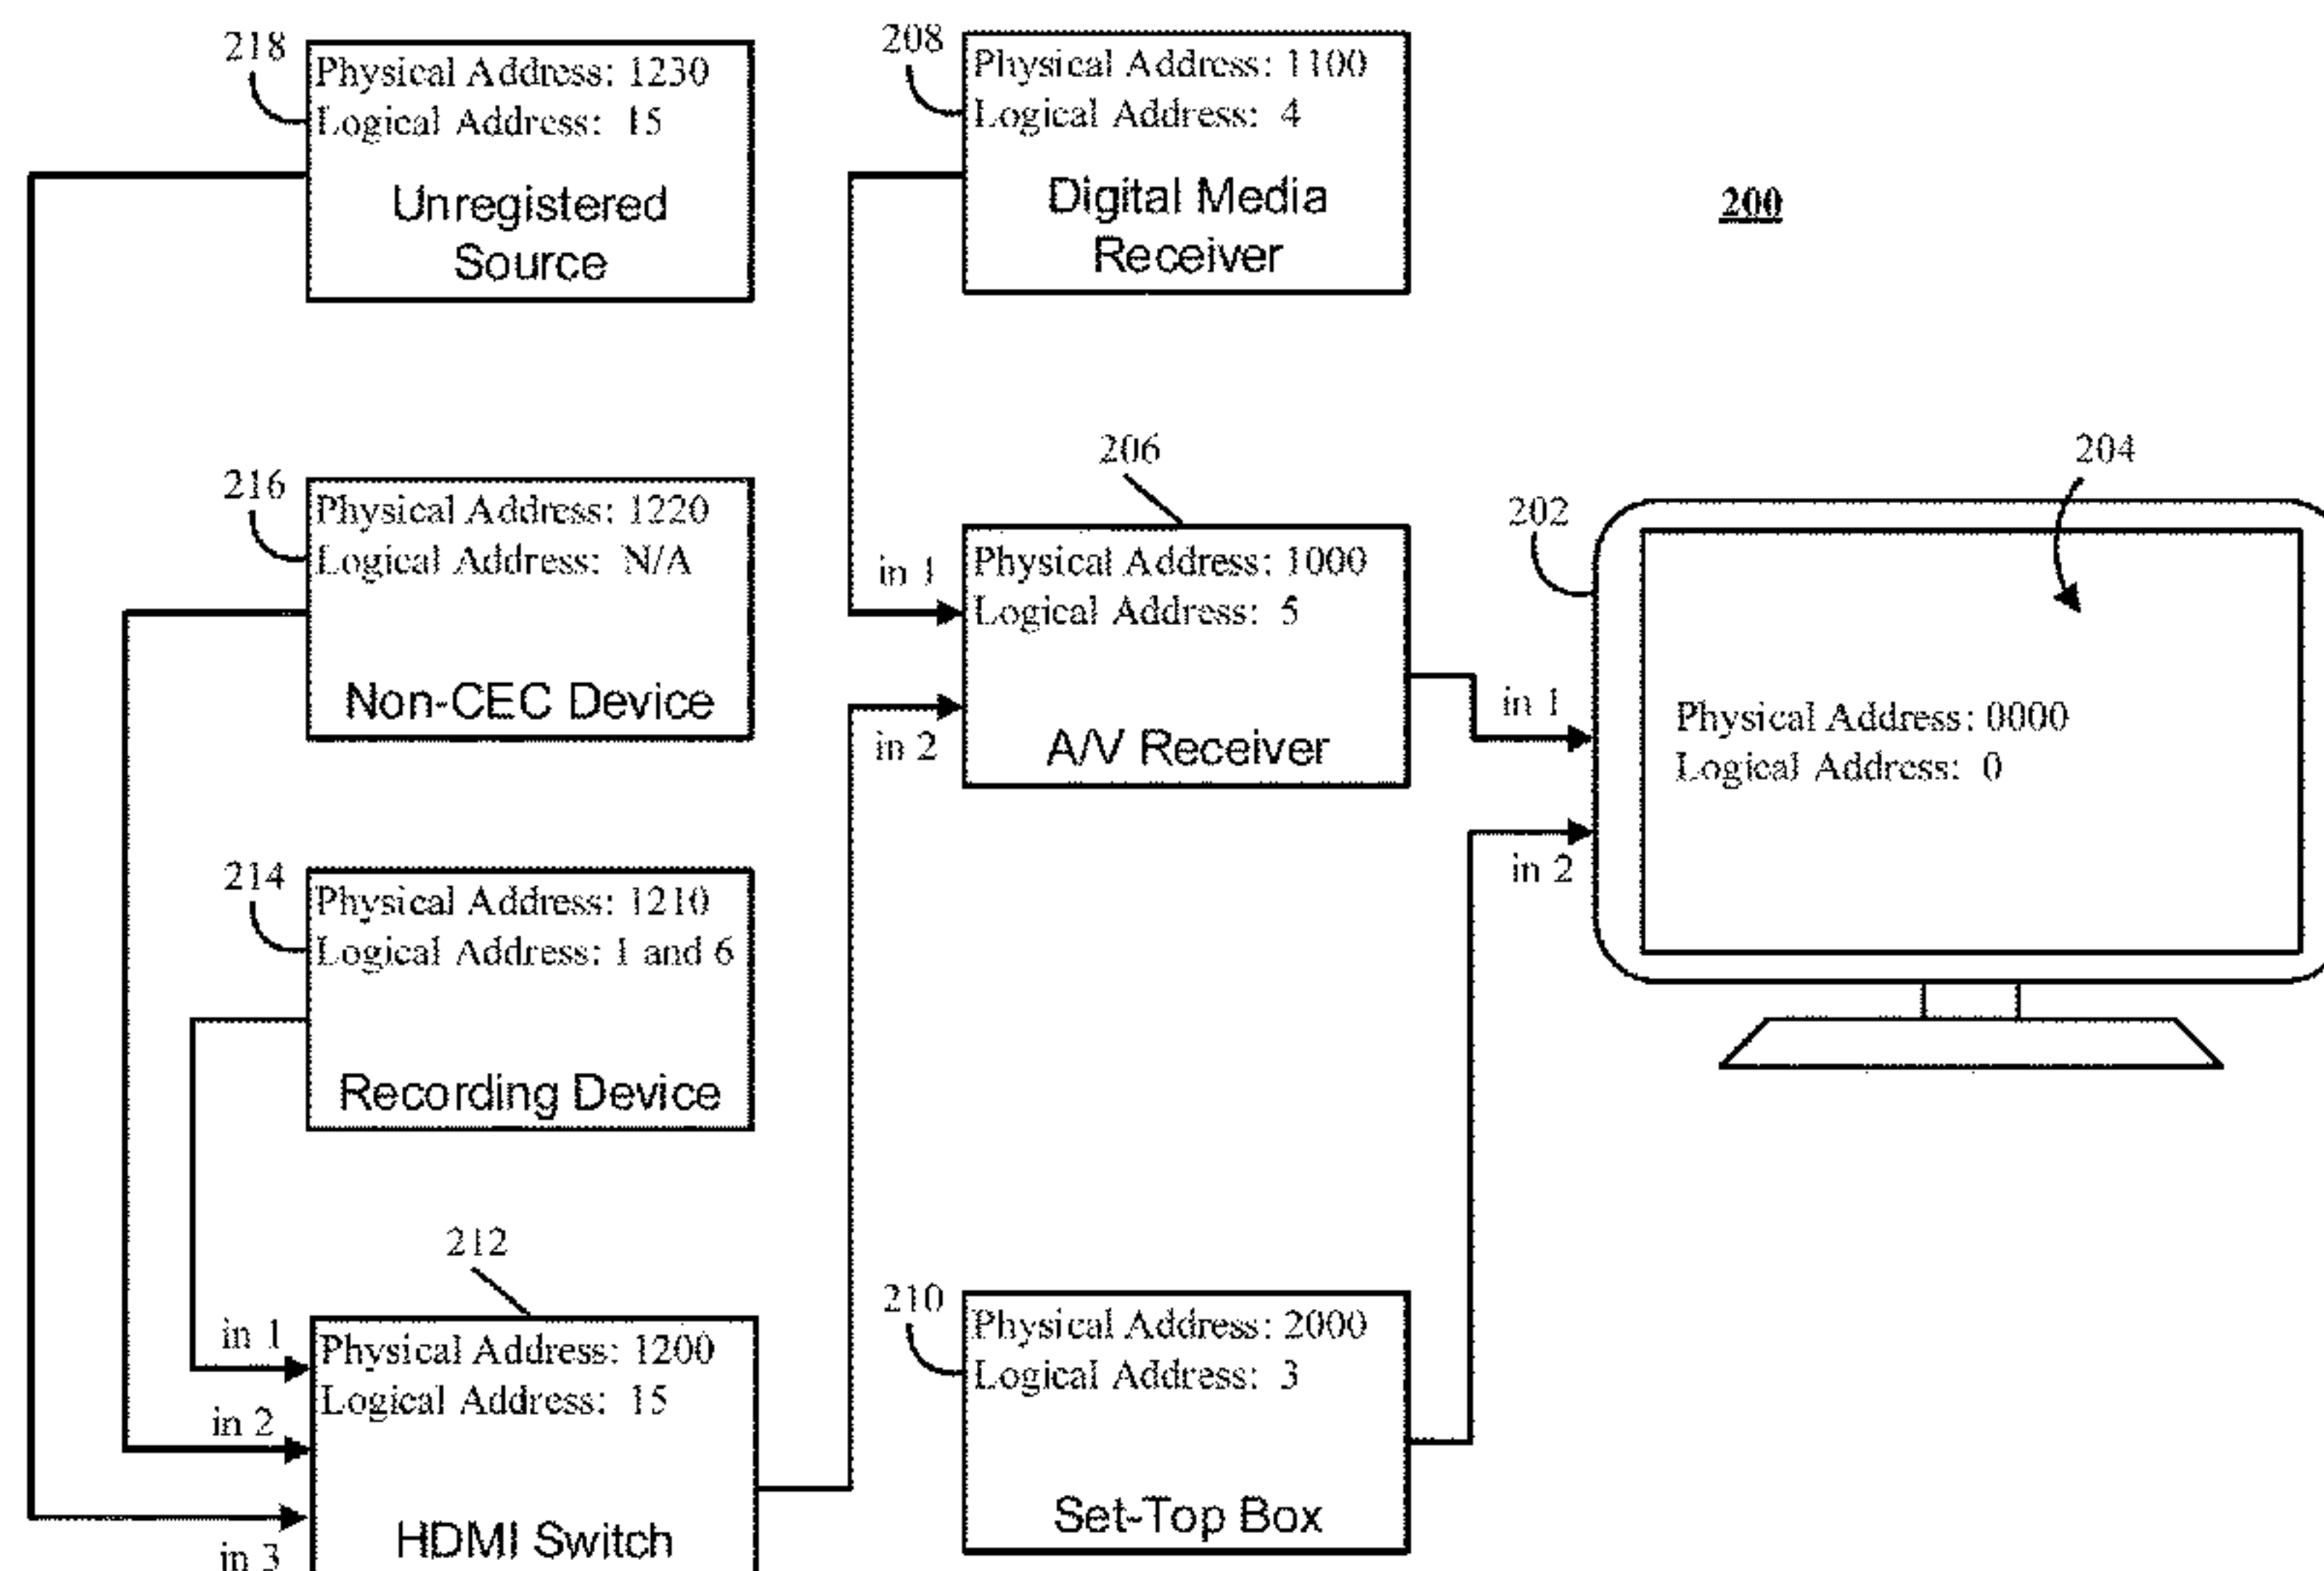 218
Physical Address: 1230
Logical Address: 15
Unregistered
Source
208
Physical Address: 1100
Logical Address: 4
Digital Media
Receiver
200
216
Physical Address: 1220
Logical Address: N/A
Non-CEC Device
206
in 1
Physical Address: 1000
Logical Address: 5
in 2
A/V Receiver
202
204
in 1
Physical Address: 0000
Logical Address: 0
in 2
214
Physical Address: 1210
Logical Address: 1 and 6
Recording Device
212
in 1
Physical Address: 1200
Logical Address: 15
in 2
HDMI Switch
in 3
210
Physical Address: 2000
Logical Address: 3
Set-Top Box